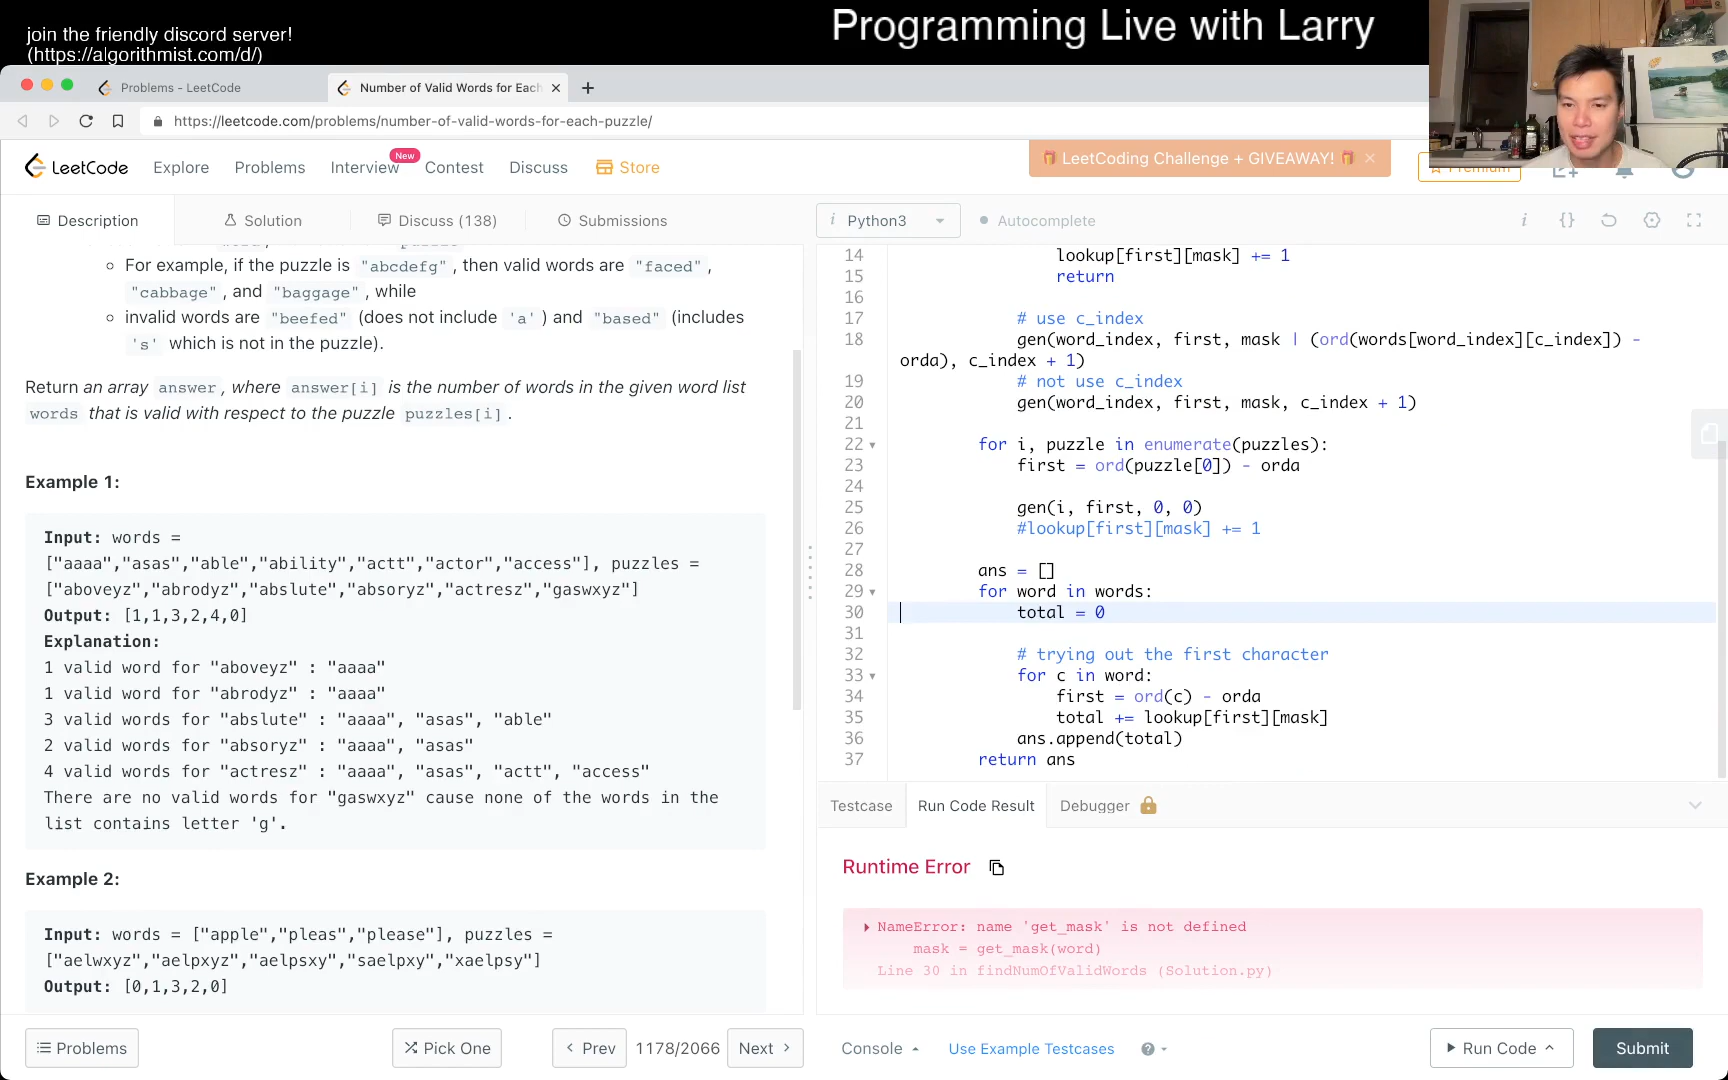 join the friendly discord server!
(https://algorithmist.com/d/)
Programming Live with Larry
Problems - LeetCode
Number of Valid Words for Each
https://leetcode.com/problems/number-of-valid-words-for-each-puzzle/
LeetCode
Explore
Problems
Interview
New
Contest
Discuss
Store
LeetCoding Challenge + GIVEAWAY!
Premium
Description
Solution
Discuss (138)
Submissions
For example, if the puzzle is "abcdefg", then valid words are "faced",
"cabbage", and "baggage", while
invalid words are "beefed" (does not include 'a') and "based" (includes
's' which is not in the puzzle).
Return an array answer, where answer[i] is the number of words in the given word list
words that is valid with respect to the puzzle puzzles[i].
Example 1:
Input: words =
["aaaa","asas","able","ability","actt","actor","access"], puzzles =
["aboveyz","abrodyz","abslute","absoryz","actresz","gaswxyz"]
Output: [1,1,3,2,4,0]
Explanation:
1 valid word for "aboveyz" : "aaaa"
1 valid word for "abrodyz" : "aaaa"
3 valid words for "abslute" : "aaaa", "asas", "able"
2 valid words for "absoryz" : "aaaa", "asas"
4 valid words for "actresz" : "aaaa", "asas", "actt", "access"
There are no valid words for "gaswxyz" cause none of the words in the
list contains letter 'g'.
Example 2:
Input: words = ["apple","pleas","please"], puzzles =
["aelwxyz","aelpxyz","aelpsxy","saelpxy","xaelpsy"]
Output: [0,1,3,2,0]
Problems
Pick One
Prev
1178/2066
Next
Python3
Autocomplete
14 lookup[first][mask] += 1
15 return
16
17 # use c_index
18 gen(word_index, first, mask | (ord(words[word_index][c_index]) -
orda), c_index + 1)
19 # not use c_index
20 gen(word_index, first, mask, c_index + 1)
21
22 for i, puzzle in enumerate(puzzles):
23 first = ord(puzzle[0]) - orda
24
25 gen(i, first, 0, 0)
26 #lookup[first][mask] += 1
27
28 ans = []
29 for word in words:
30 total = 0
31
32 # trying out the first character
33 for c in word:
34 first = ord(c) - orda
35 total += lookup[first][mask]
36 ans.append(total)
37 return ans
Testcase
Run Code Result
Debugger
Runtime Error
NameError: name 'get_mask' is not defined
mask = get_mask(word)
Line 30 in findNumOfValidWords (Solution.py)
Console
Use Example Testcases
Run Code
Submit